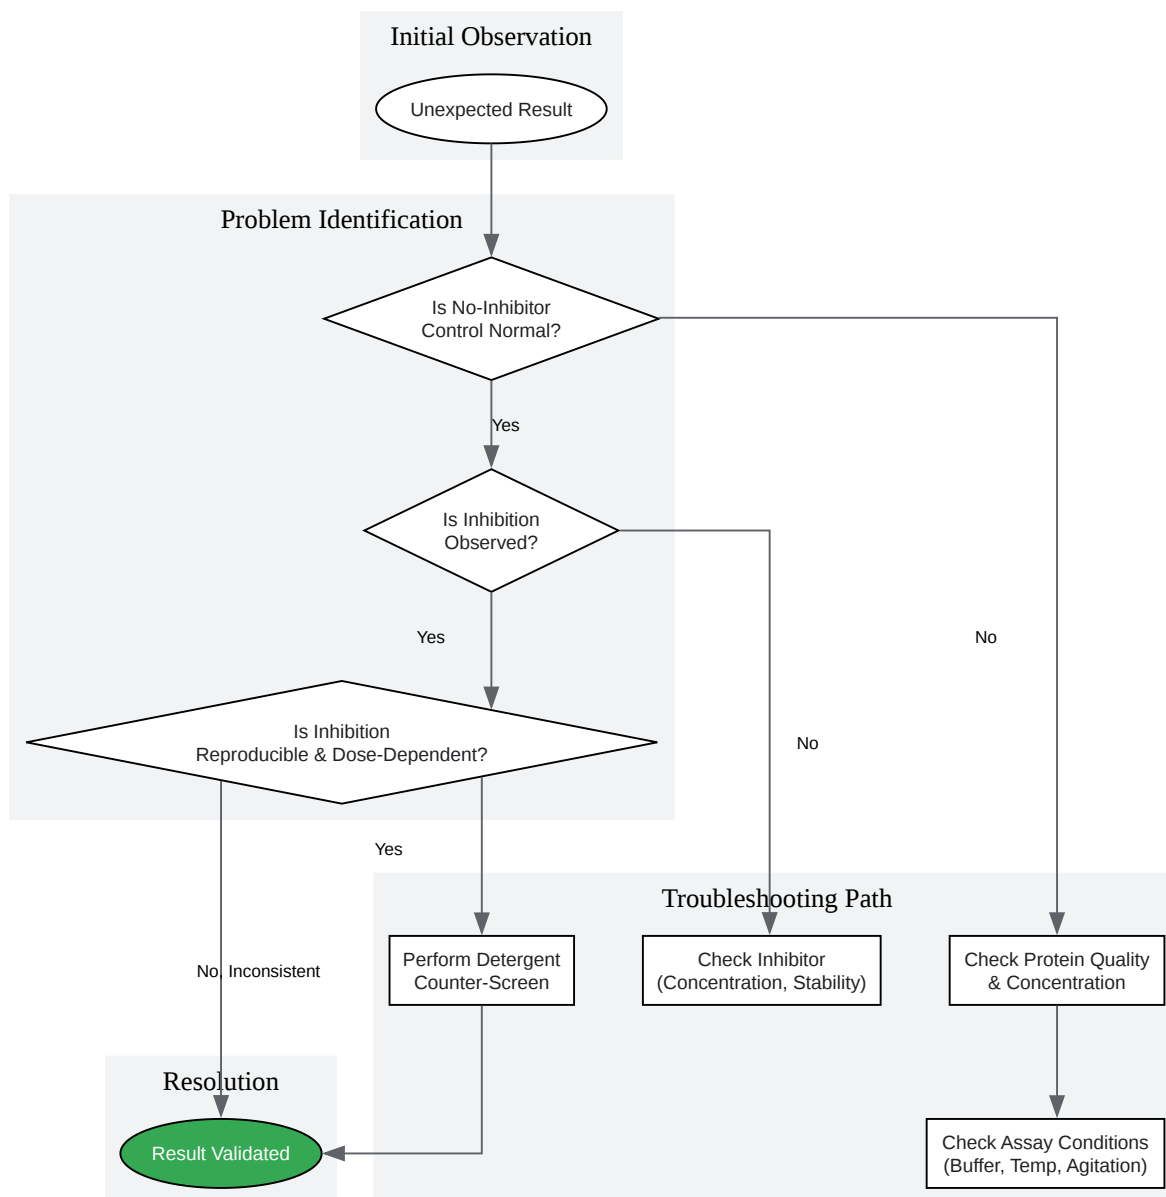 Initial Observation
Unexpected Result
Problem Identification
Is No-Inhibitor
Control Normal?
Yes
Is Inhibition
Observed?
Yes
No
Is Inhibition
Reproducible & Dose-Dependent?
No
Yes
Troubleshooting Path
Perform Detergent
Counter-Screen
Check Inhibitor
(Concentration, Stability)
Check Protein Quality
& Concentration
No, Inconsistent
Resolution
Result Validated
Check Assay Conditions
(Buffer, Temp, Agitation)